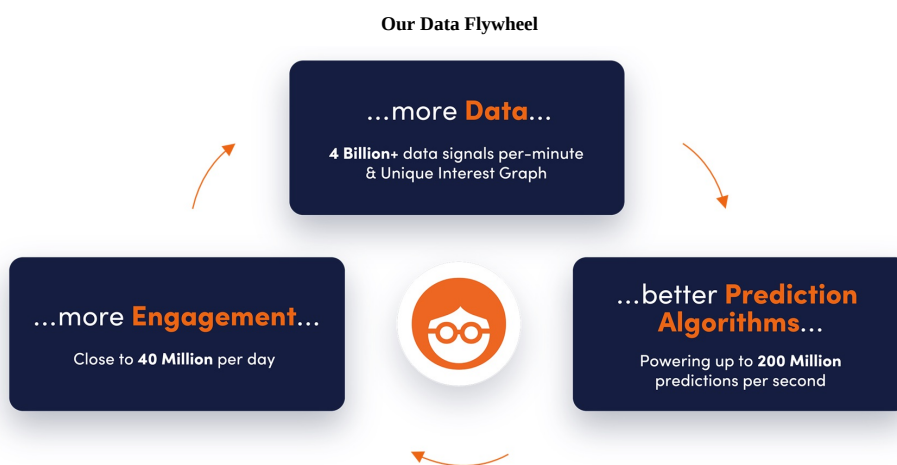 Our Data Flywheel
...more Data...
4 Billion+ data signals per-minute
& Unique Interest Graph
...more Engagement...
Close to 40 Million per day
...better Prediction
Algorithms...
Powering up to 200 Million
predictions per second